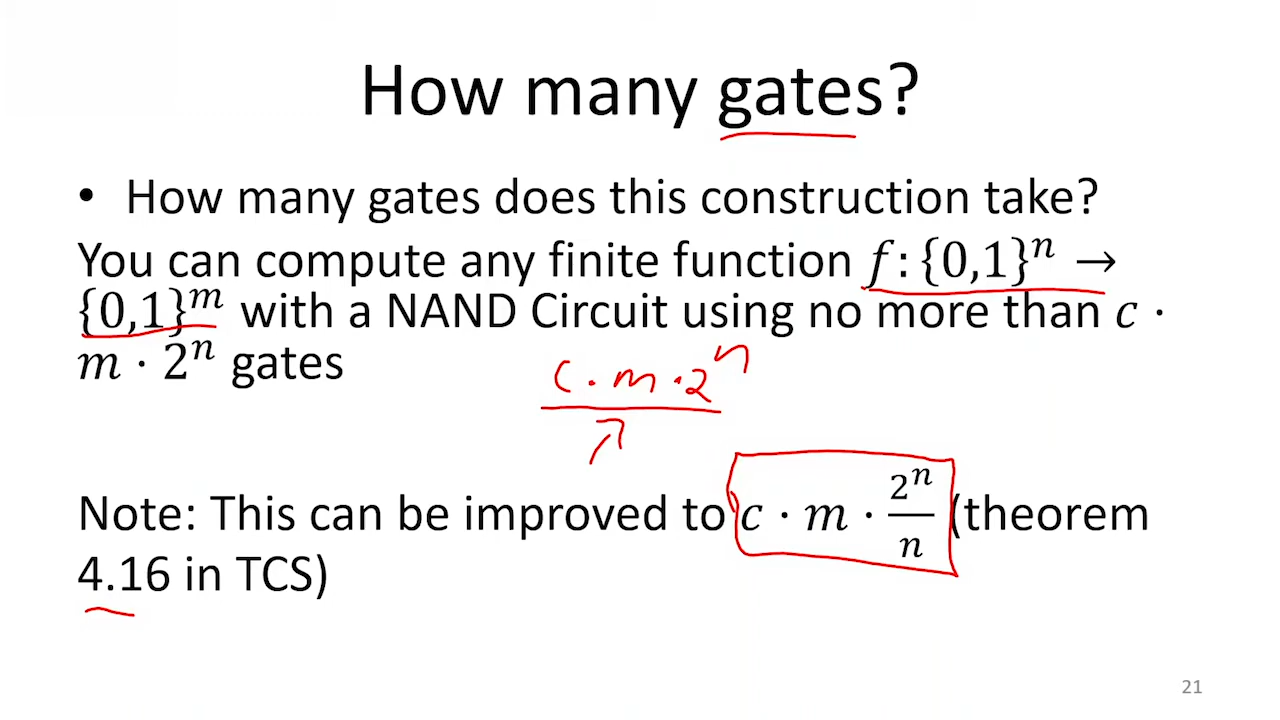 How many gates?
• How many gates does this construction take?
You can compute any finite function 𝑓: {0,1}ⁿ →
{0,1}ᵐ with a NAND Circuit using no more than 𝑐 ·
𝑚 · 2ⁿ gates
c · m · 2ⁿ
Note: This can be improved to 𝑐 · 𝑚 · 2ⁿ/n (theorem
4.16 in TCS)
21